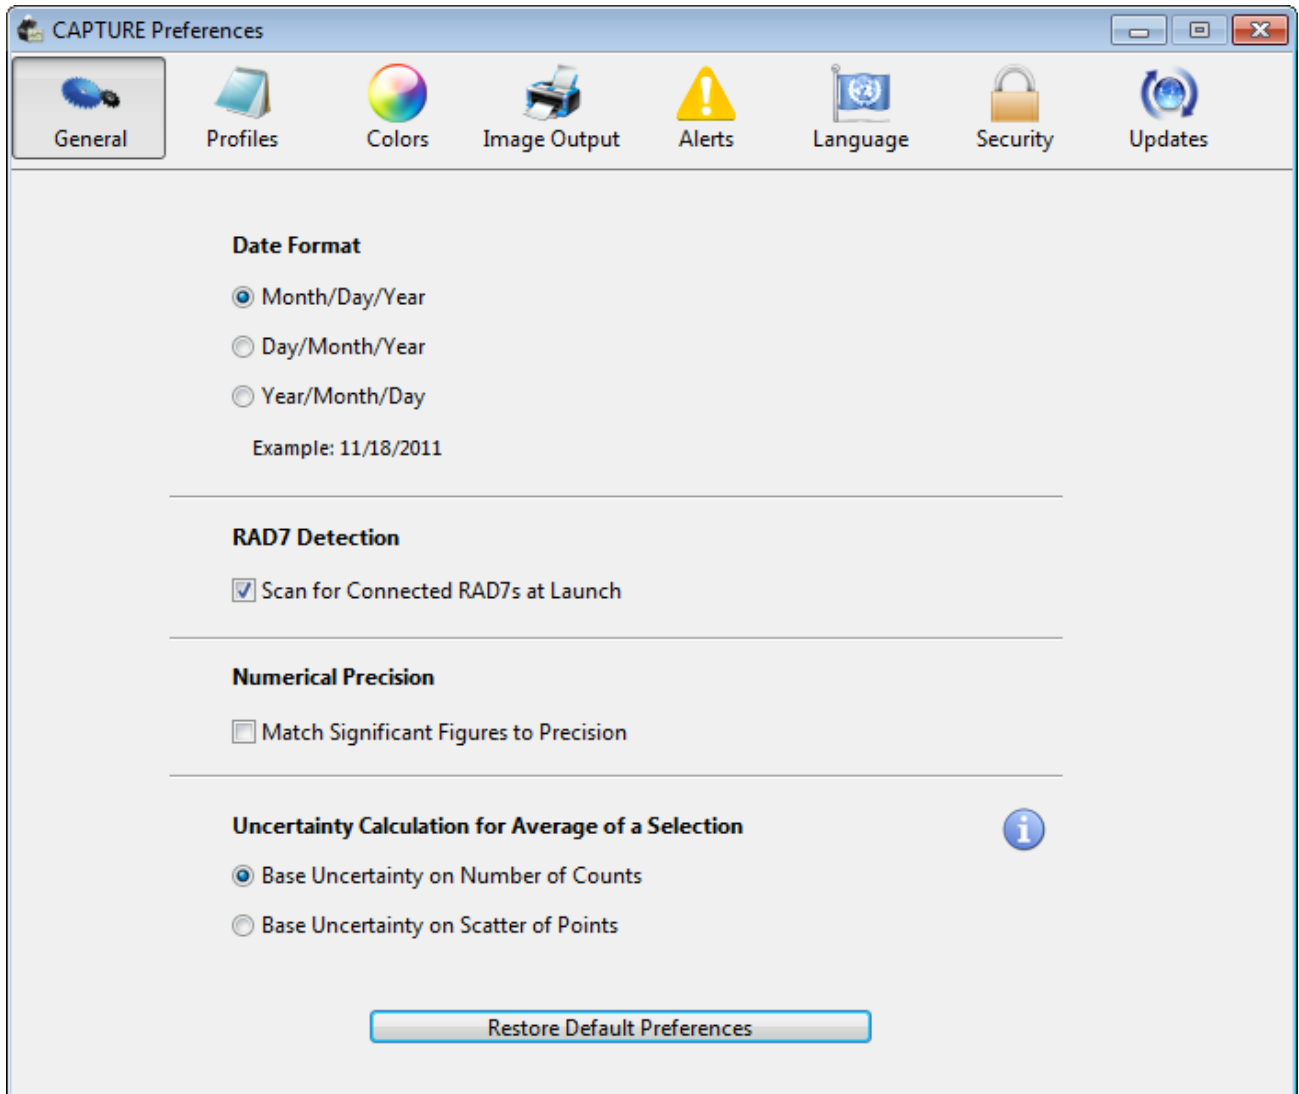 CAPTURE Preferences
General
Profiles
Colors
Image Output
Alerts
Language
Security
Updates
Date Format
Month/Day/Year
Day/Month/Year
Year/Month/Day
Example: 11/18/2011
RAD7 Detection
Scan for Connected RAD7s at Launch
Numerical Precision
Match Significant Figures to Precision
Uncertainty Calculation for Average of a Selection
Base Uncertainty on Number of Counts
Base Uncertainty on Scatter of Points
Restore Default Preferences